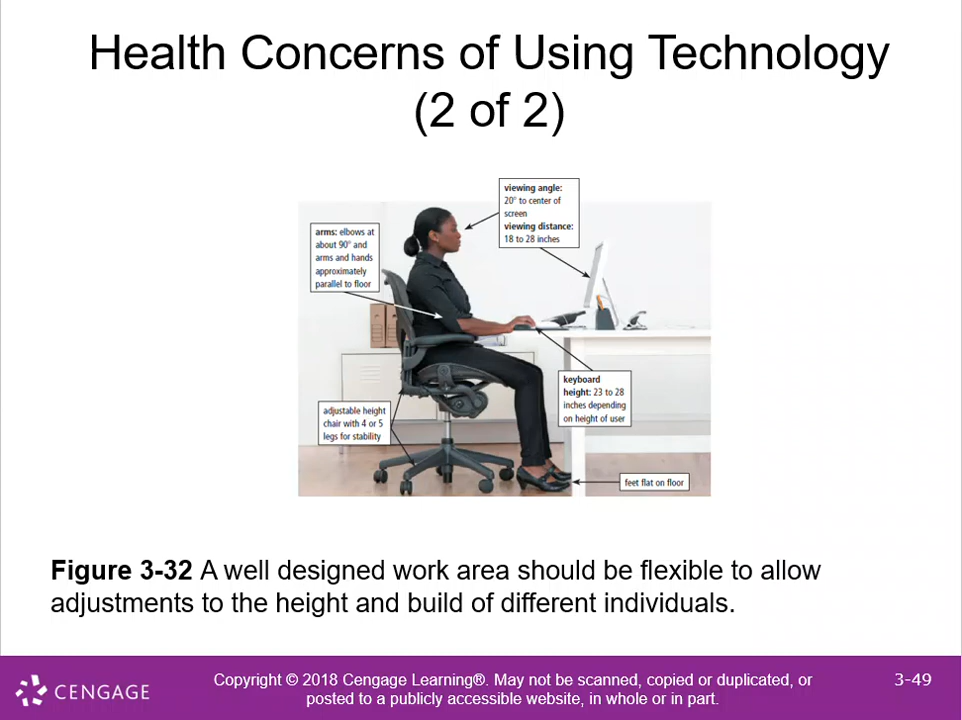 Health Concerns of Using Technology
(2 of 2)
viewing angle:
20° to center of
screen
viewing distance:
18 to 28 inches
arms: elbows at
about 90° and
arms and hands
approximately
parallel to floor
keyboard
height: 23 to 28
inches depending
on height of user
adjustable height
chair with 4 or 5
legs for stability
feet flat on floor
Figure 3-32 A well designed work area should be flexible to allow
adjustments to the height and build of different individuals.
CENGAGE
Copyright © 2018 Cengage Learning®. May not be scanned, copied or duplicated, or
posted to a publicly accessible website, in whole or in part.
3-49